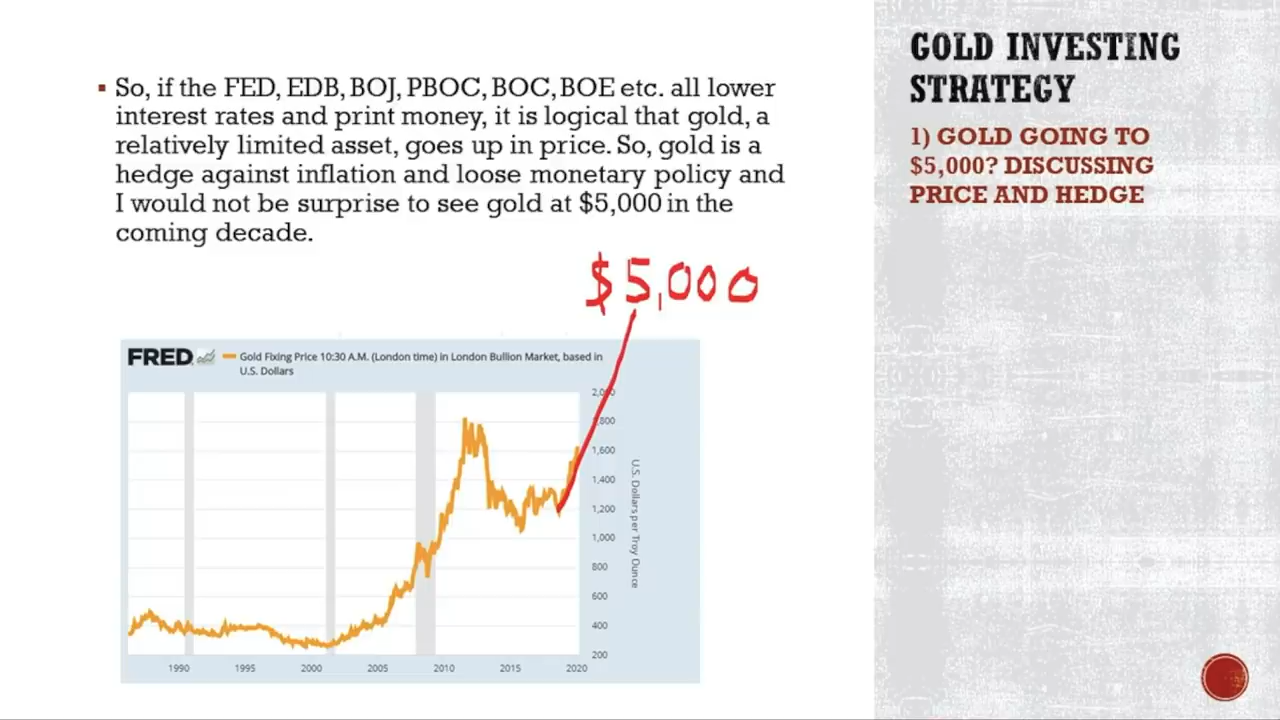 GOLD INVESTING
STRATEGY
1) GOLD GOING TO
$5,000? DISCUSSING
PRICE AND HEDGE
▪ So, if the FED, EDB, BOJ, PBOC, BOC, BOE etc. all lower
interest rates and print money, it is logical that gold, a
relatively limited asset, goes up in price. So, gold is a
hedge against inflation and loose monetary policy and
I would not be surprise to see gold at $5,000 in the
coming decade.
$5,000
FRED
Gold Fixing Price 10:30 A.M. (London time) in London Bullion Market, based in
U.S. Dollars
2,000
1,800
1,600
1,400
1,200
1,000
800
600
400
200
U.S. Dollars per Troy Ounce
1990 1995 2000 2005 2010 2015 2020